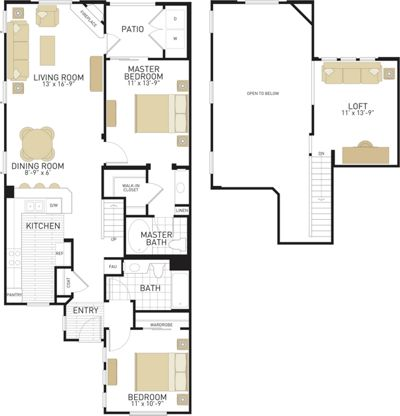 FIREPLACE
PATIO
D
W
LIVING ROOM
13' x 16'-9"
MASTER
BEDROOM
11' x 13'-9"
DINING ROOM
8'-9" x 6'
WALK-IN
CLOSET
LINEN
D/W
KITCHEN
UP
MASTER
BATH
REF
FAU
COAT
BATH
PANTRY
ENTRY
WARDROBE
BEDROOM
11' x 10'-9"
OPEN TO BELOW
LOFT
11' x 13'-9"
DN